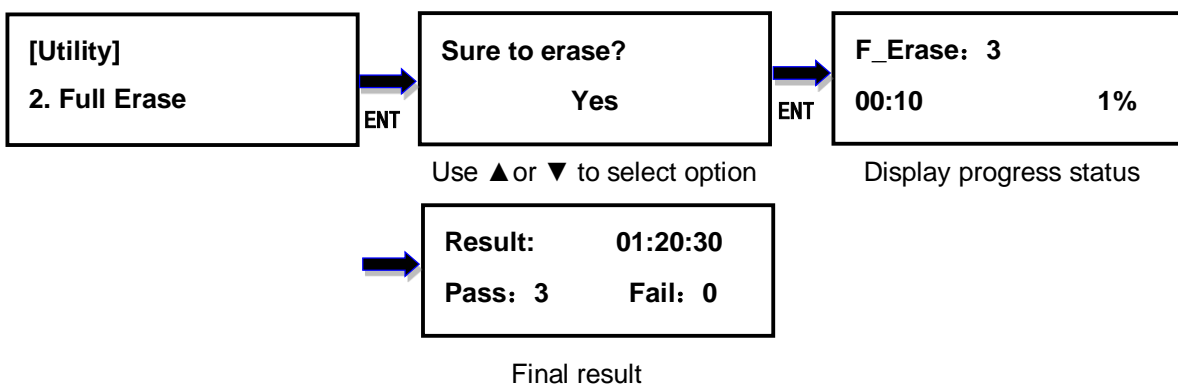 [Utility]
2. Full Erase
ENT
Sure to erase?
Yes
Use ▲or ▼ to select option
ENT
F_Erase：3
00:10 1%
Display progress status
Result: 01:20:30
Pass：3 Fail：0
Final result